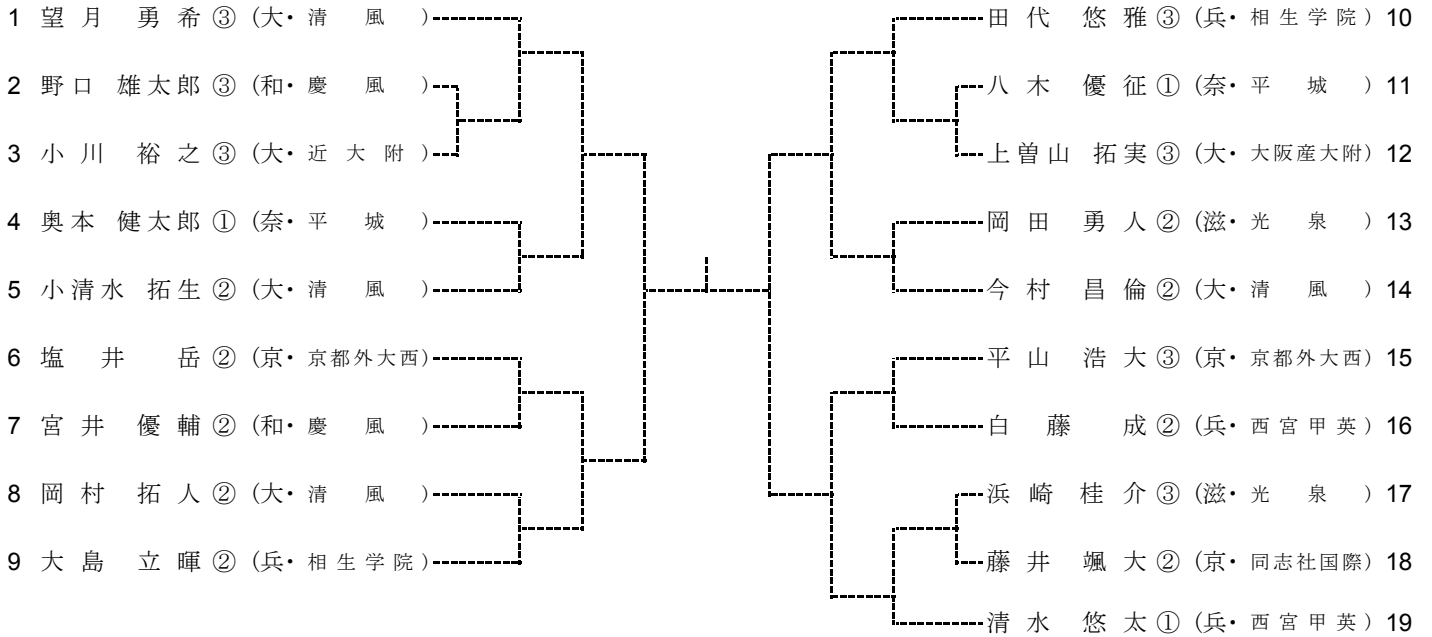 1 望月 勇希 ③ (大・清風)
2 野口 雄太郎 ③ (和・慶風)
3 小川 裕之 ③ (大・近大附)
4 奥本 健太郎 ① (奈・平城)
5 小清水 拓生 ② (大・清風)
6 塩井 岳 ② (京・京都外大西)
7 宮井 優輔 ② (和・慶風)
8 岡村 拓人 ② (大・清風)
9 大島 立暉 ② (兵・相生学院)
田代 悠雅 ③ (兵・相生学院) 10
八木 優征 ① (奈・平城) 11
上曽山 拓実 ③ (大・大阪産大附) 12
岡田 勇人 ② (滋・光泉) 13
今村 昌倫 ② (大・清風) 14
平山 浩大 ③ (京・京都外大西) 15
白藤 成 ② (兵・西宮甲英) 16
浜崎 桂介 ③ (滋・光泉) 17
藤井 颯大 ② (京・同志社国際) 18
清水 悠太 ① (兵・西宮甲英) 19